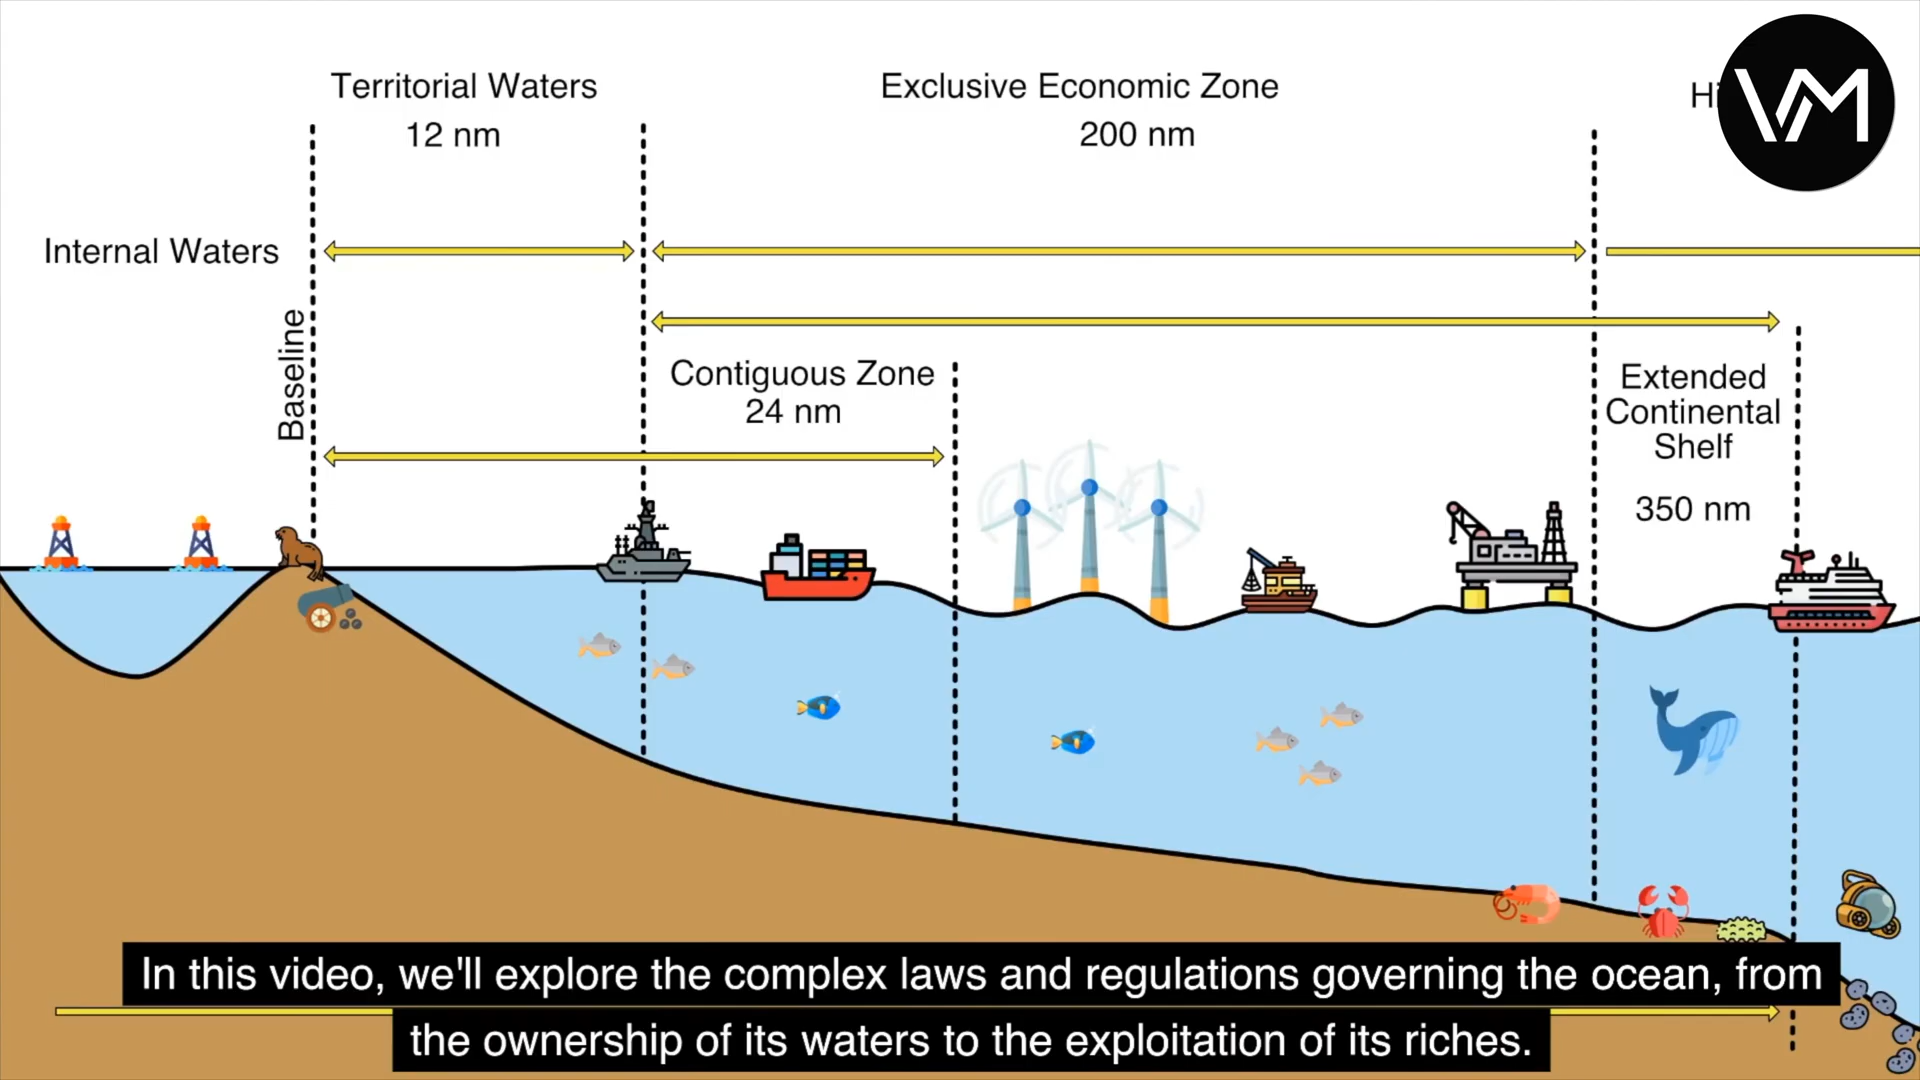 Territorial Waters
12 nm
Exclusive Economic Zone
200 nm
VM
Internal Waters
Baseline
Contiguous Zone
24 nm
Extended
Continental
Shelf
350 nm
In this video, we'll explore the complex laws and regulations governing the ocean, from
the ownership of its waters to the exploitation of its riches.